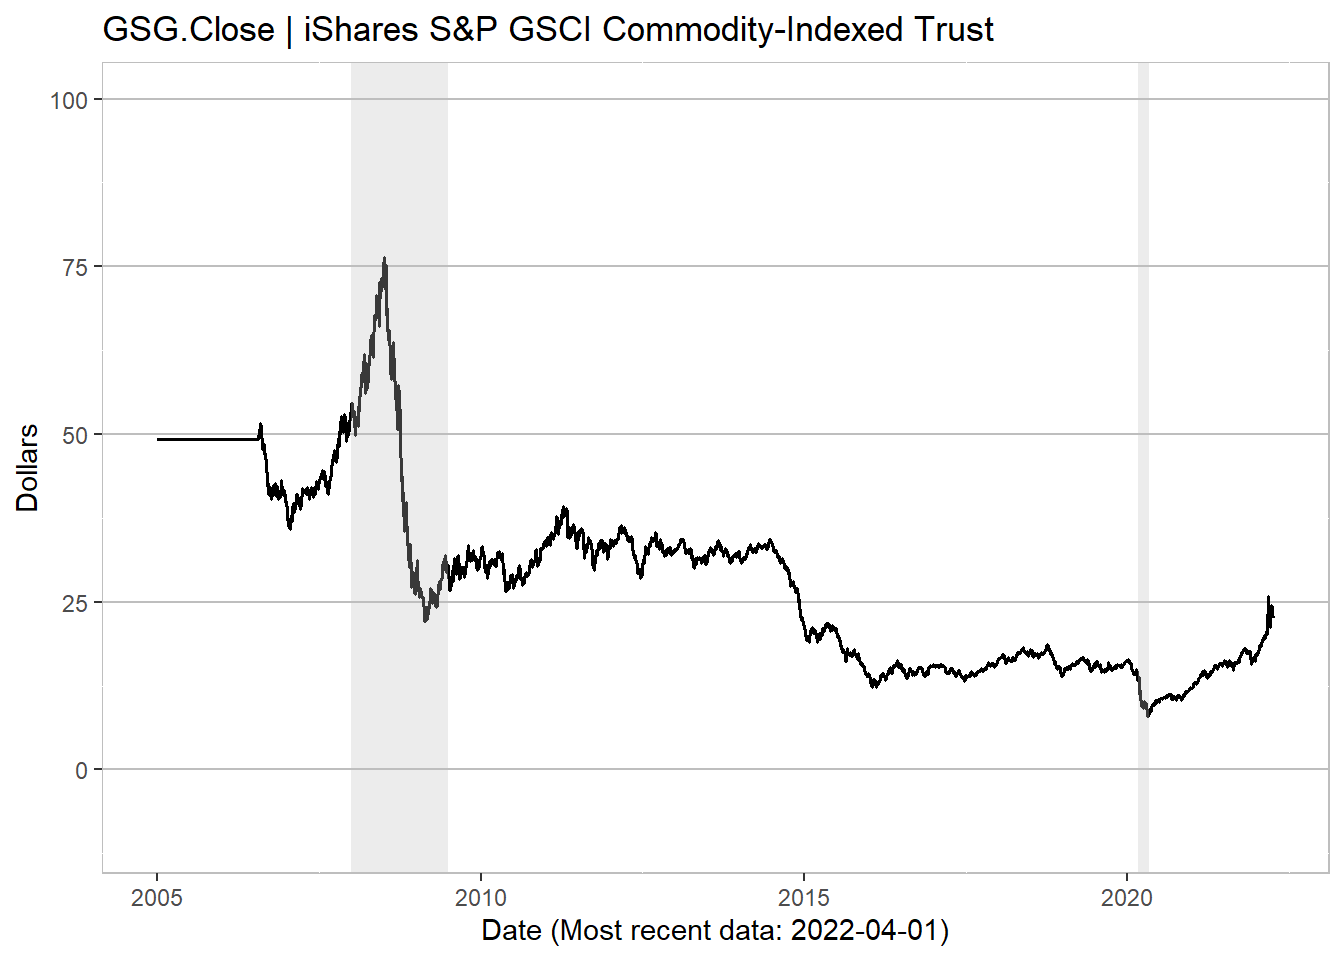 GSG.Close | iShares S&P GSCI Commodity-Indexed Trust
100
75
50
25
0
Dollars
2005 2010 2015 2020
Date (Most recent data: 2022-04-01)